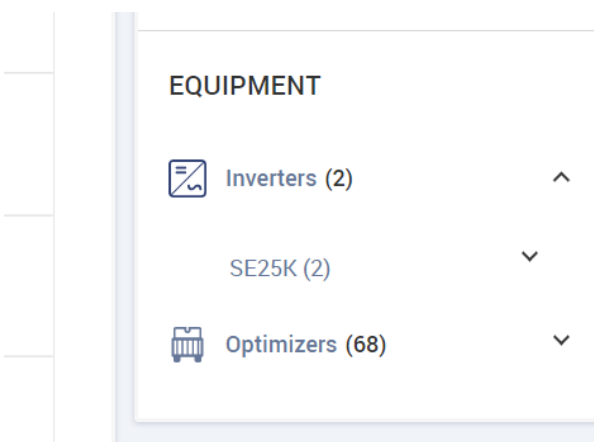 EQUIPMENT
Inverters (2)
SE25K (2)
Optimizers (68)